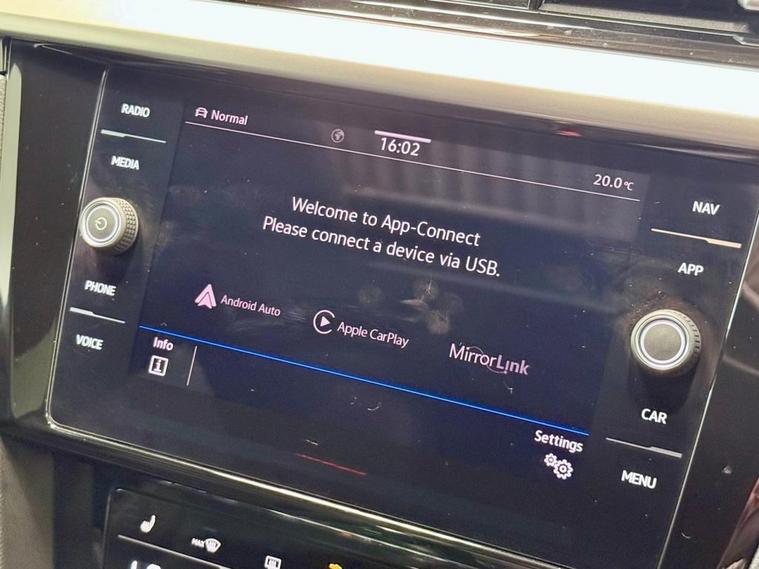 RADIO
MEDIA
PHONE
VOICE
Normal
16:02
20.0°C
Welcome to App-Connect
Please connect a device via USB.
Android Auto
Apple CarPlay
MirrorLink
Info
Settings
NAV
APP
CAR
MENU
MAX